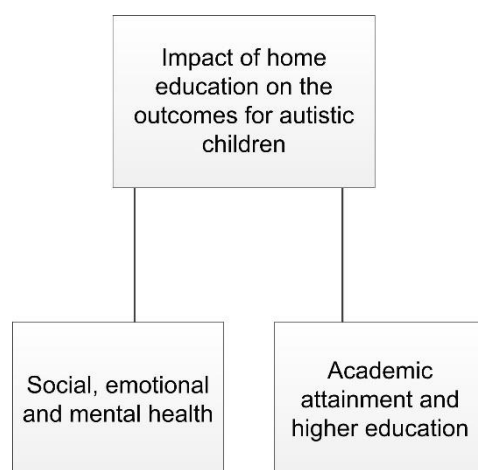 Impact of home
education on the
outcomes for autistic
children
Social, emotional
and mental health
Academic
attainment and
higher education